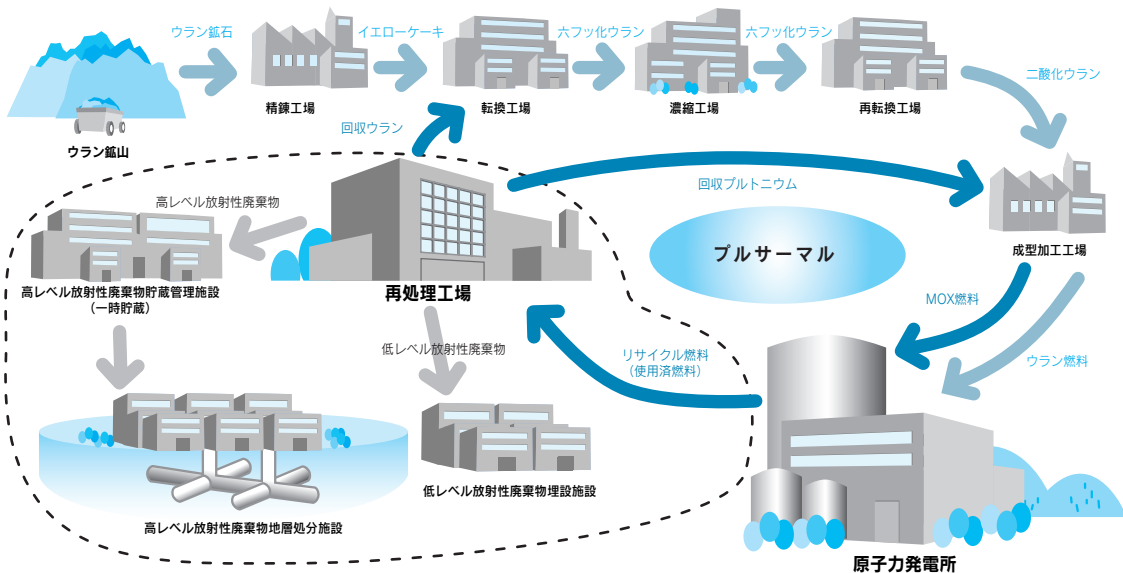 ウラン鉱石
イエローケーキ
六フッ化ウラン
六フッ化ウラン
二酸化ウラン
ウラン鉱山
精錬工場
転換工場
濃縮工場
再転換工場
回収ウラン
回収プルトニウム
成型加工工場
高レベル放射性廃棄物
プルサーマル
高レベル放射性廃棄物貯蔵管理施設
（一時貯蔵）
再処理工場
MOX燃料
ウラン燃料
低レベル放射性廃棄物
リサイクル燃料
（使用済燃料）
低レベル放射性廃棄物埋設施設
高レベル放射性廃棄物地層処分施設
原子力発電所